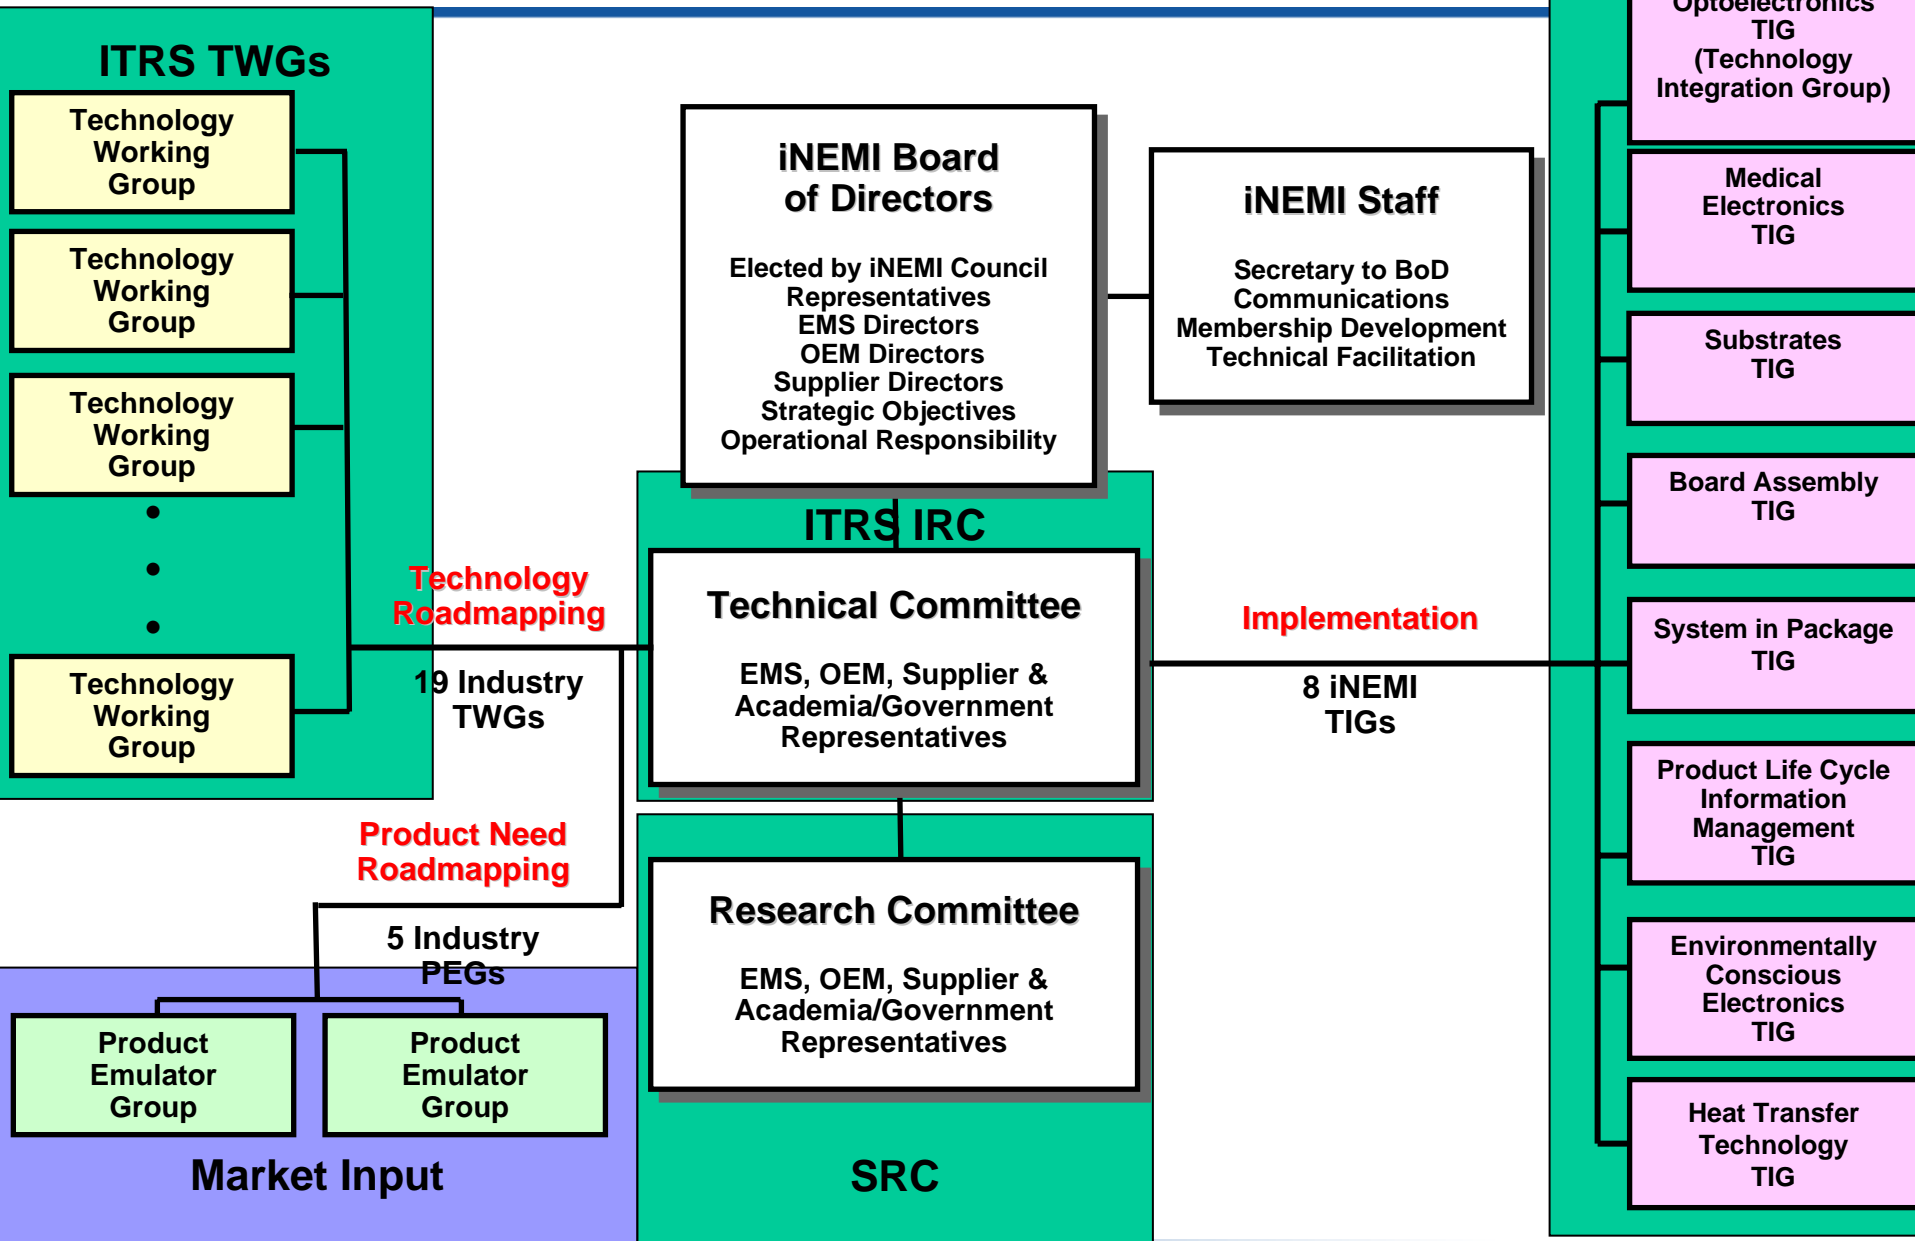 ITRS TWGs
Technology
Working
Group
Technology
Working
Group
Technology
Working
Group
•
•
•
Technology
Working
Group
Technology
Roadmapping
19 Industry
TWGs
Product Need
Roadmapping
5 Industry
PEGs
Product
Emulator
Group
Product
Emulator
Group
Market Input
iNEMI Board
of Directors
Elected by iNEMI Council
Representatives
EMS Directors
OEM Directors
Supplier Directors
Strategic Objectives
Operational Responsibility
iNEMI Staff
Secretary to BoD
Communications
Membership Development
Technical Facilitation
ITRS IRC
Technical Committee
EMS, OEM, Supplier &
Academia/Government
Representatives
Research Committee
EMS, OEM, Supplier &
Academia/Government
Representatives
SRC
Implementation
8 iNEMI
TIGs
Optoelectronics
TIG
(Technology
Integration Group)
Medical
Electronics
TIG
Substrates
TIG
Board Assembly
TIG
System in Package
TIG
Product Life Cycle
Information
Management
TIG
Environmentally
Conscious
Electronics
TIG
Heat Transfer
Technology
TIG